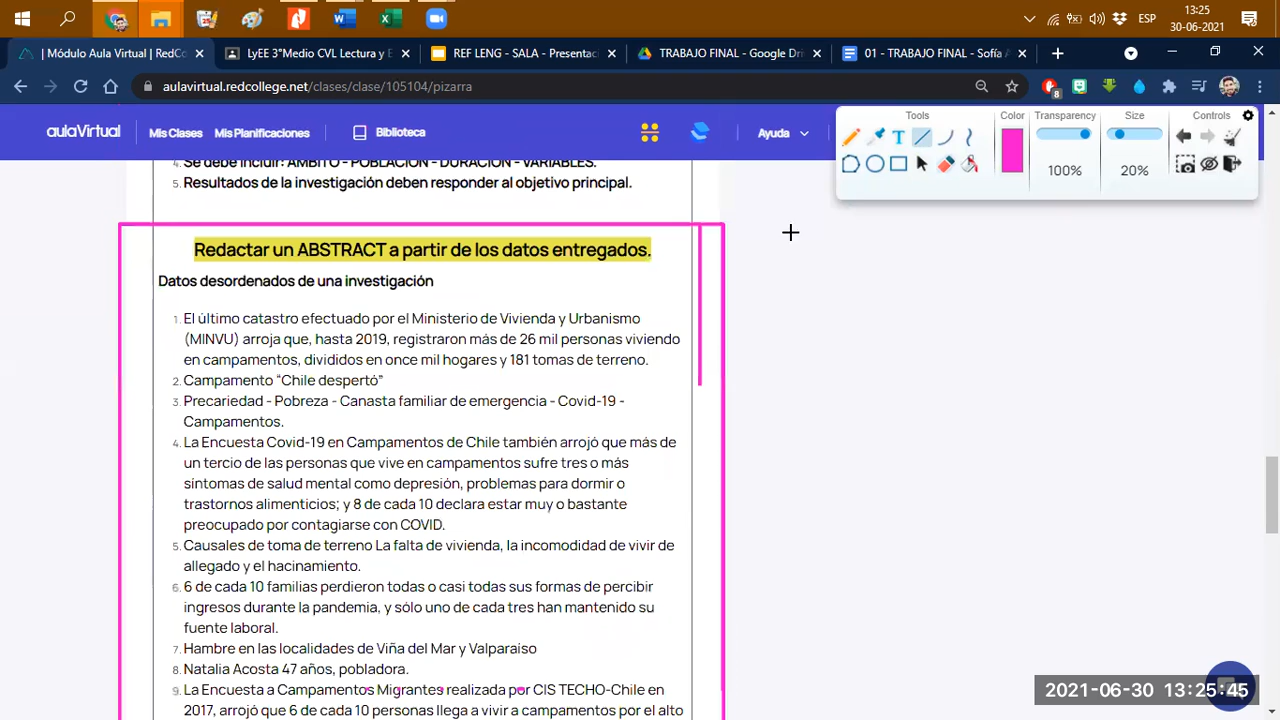 13:25
ESP
30-06-2021
| Módulo Aula Virtual | RedCo
LyEE 3°Medio CVL Lectura y E
REF LENG - SALA - Presentaci
TRABAJO FINAL - Google Dri
01 - TRABAJO FINAL - Sofía A
aulavirtual.redcollege.net/clases/clase/105104/pizarra
8
aulaVirtual
Mis Clases
Mis Planificaciones
Biblioteca
Ayuda
Tools
Color
Transparency
Size
Controls
100%
20%
4. Se debe incluir: ÁMBITO - POBLACIÓN - DURACIÓN - VARIABLES.
5. Resultados de la investigación deben responder al objetivo principal.
Redactar un ABSTRACT a partir de los datos entregados.
Datos desordenados de una investigación
1. El último catastro efectuado por el Ministerio de Vivienda y Urbanismo
(MINVU) arroja que, hasta 2019, registraron más de 26 mil personas viviendo
en campamentos, divididos en once mil hogares y 181 tomas de terreno.
2. Campamento “Chile despertó”
3. Precariedad - Pobreza - Canasta familiar de emergencia - Covid-19 -
Campamentos.
4. La Encuesta Covid-19 en Campamentos de Chile también arrojó que más de
un tercio de las personas que vive en campamentos sufre tres o más
síntomas de salud mental como depresión, problemas para dormir o
trastornos alimenticios; y 8 de cada 10 declara estar muy o bastante
preocupado por contagiarse con COVID.
5. Causales de toma de terreno La falta de vivienda, la incomodidad de vivir de
allegado y el hacinamiento.
6. 6 de cada 10 familias perdieron todas o casi todas sus formas de percibir
ingresos durante la pandemia, y sólo uno de cada tres han mantenido su
fuente laboral.
7. Hambre en las localidades de Viña del Mar y Valparaíso
8. Natalia Acosta 47 años, pobladora.
9. La Encuesta a Campamentos Migrantes realizada por CIS TECHO-Chile en
2017, arrojó que 6 de cada 10 personas llega a vivir a campamentos por el alto
2021-06-30 13:25:45